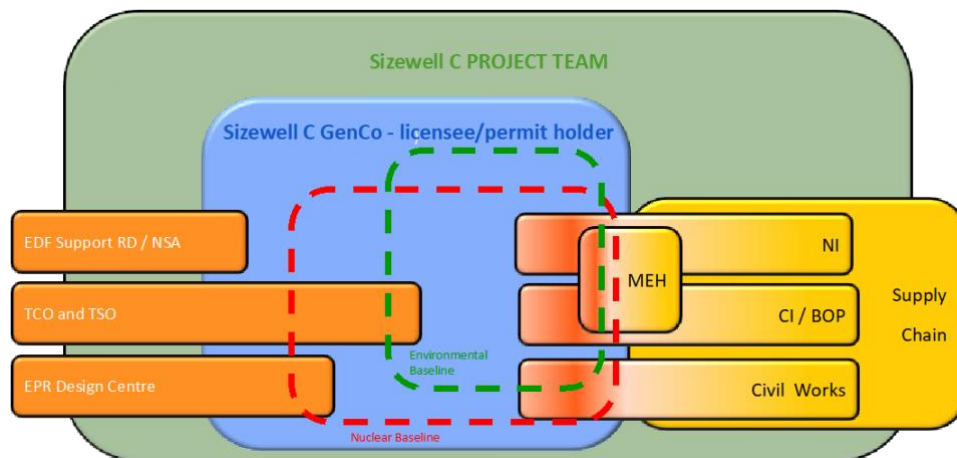 Sizewell C PROJECT TEAM
Sizewell C GenCo - licensee/permit holder
EDF Support RD / NSA
TCO and TSO
EPR Design Centre
NI
MEH
CI / BOP
Civil Works
Supply
Chain
Environmental
Baseline
Nuclear Baseline